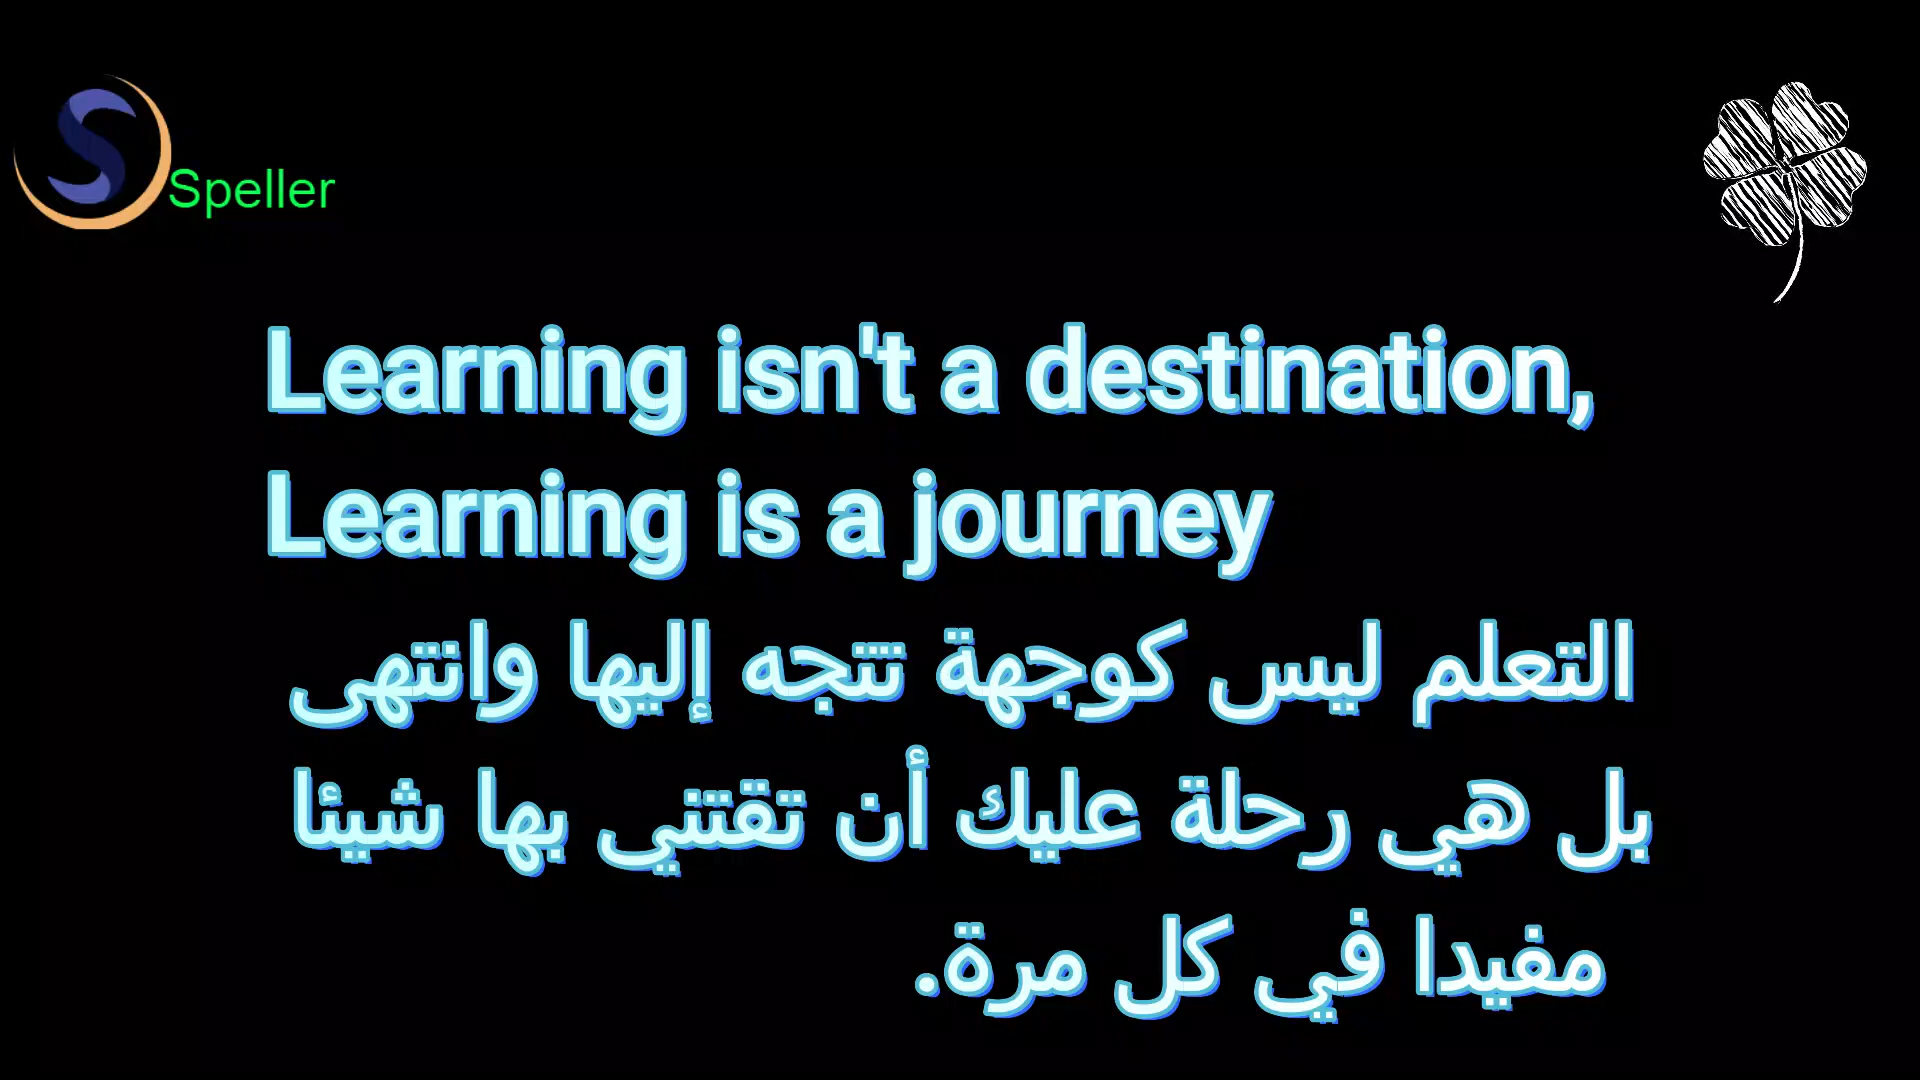 Speller
Learning isn't a destination,
Learning is a journey
التعلم ليس كوجهة تتجه إليها وانتهى
بل هي رحلة عليك أن تقتني بها شيئا
مفيدا في كل مرة.